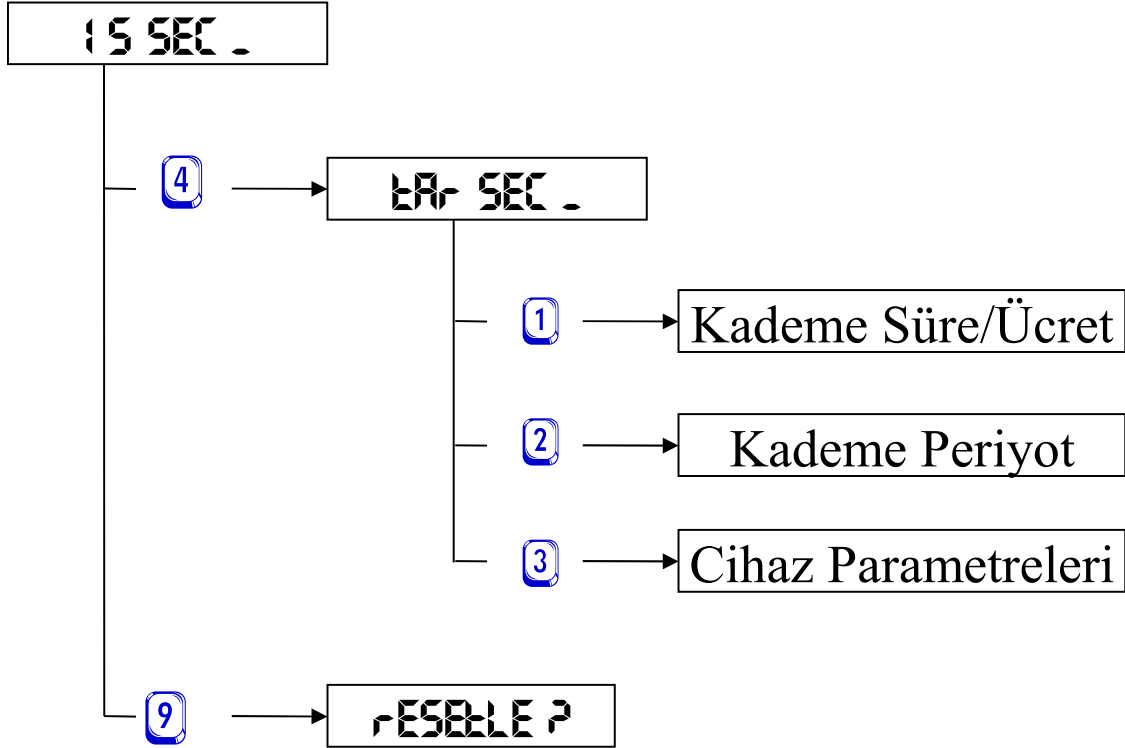 IS SEC _
4
tAr SEC _
1
Kademe Süre/Ücret
2
Kademe Periyot
3
Cihaz Parametreleri
9
rESEtLE ?